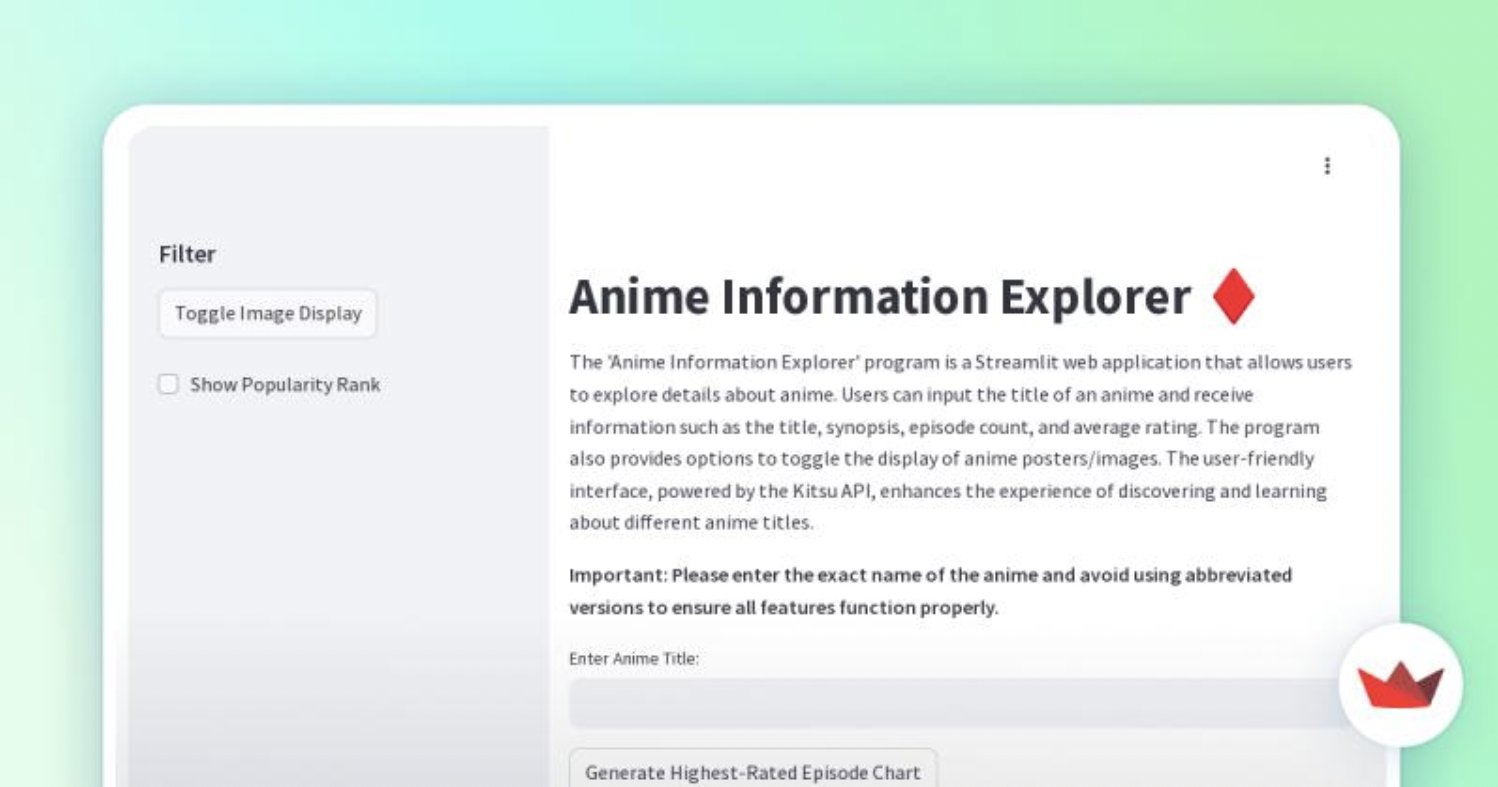 Filter
Toggle Image Display
Show Popularity Rank
Anime Information Explorer
The 'Anime Information Explorer' program is a Streamlit web application that allows users
to explore details about anime. Users can input the title of an anime and receive
information such as the title, synopsis, episode count, and average rating. The program
also provides options to toggle the display of anime posters/images. The user-friendly
interface, powered by the Kitsu API, enhances the experience of discovering and learning
about different anime titles.
Important: Please enter the exact name of the anime and avoid using abbreviated
versions to ensure all features function properly.
Enter Anime Title:
Generate Highest-Rated Episode Chart